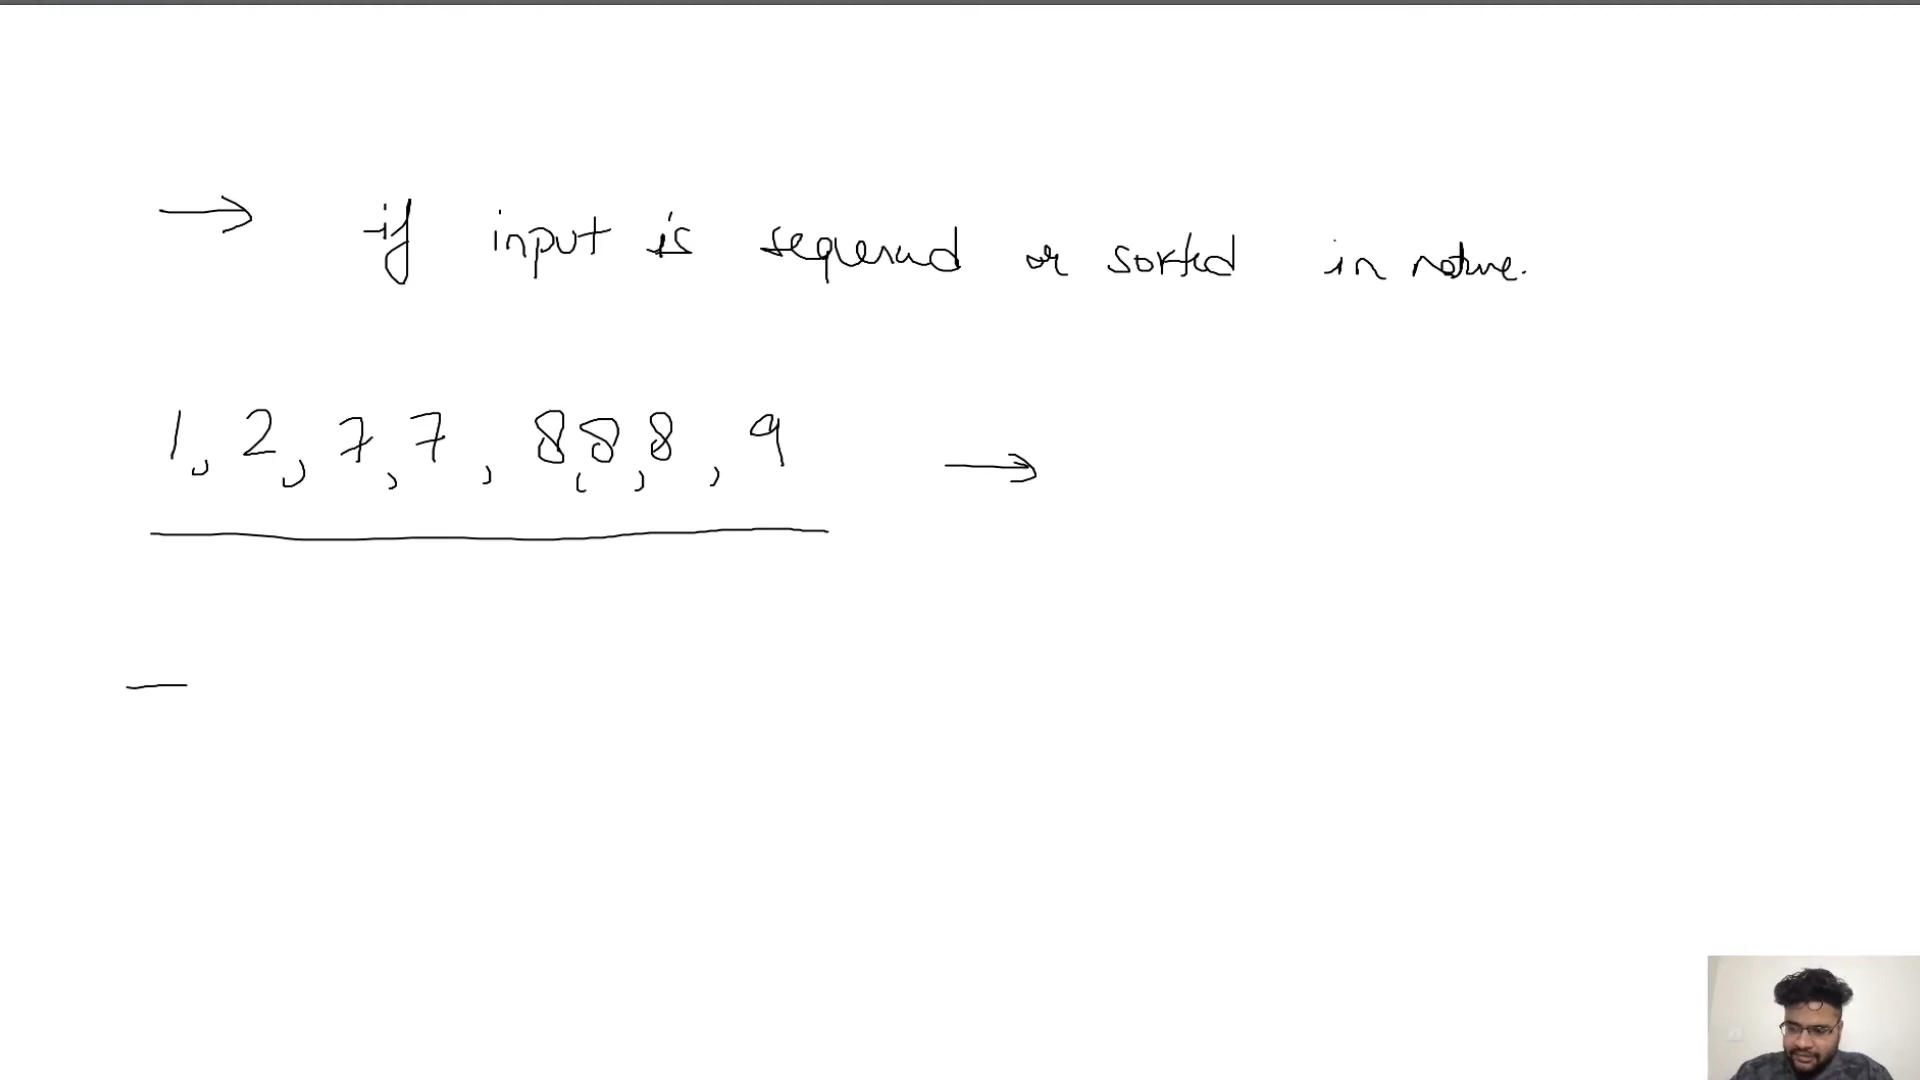 → if input is sequenced or sorted in nature.
1, 2, 7, 7, 8, 8, 8, 9 →